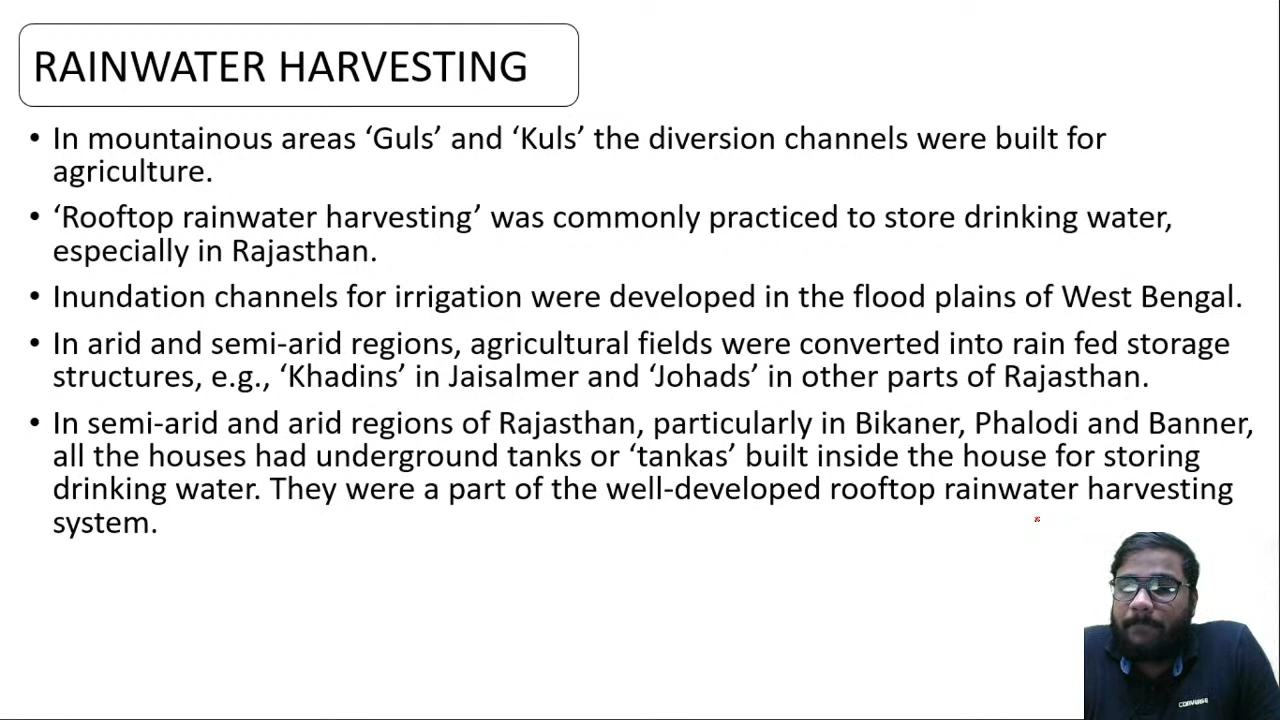 RAINWATER HARVESTING
• In mountainous areas ‘Guls’ and ‘Kuls’ the diversion channels were built for
agriculture.
• ‘Rooftop rainwater harvesting’ was commonly practiced to store drinking water,
especially in Rajasthan.
• Inundation channels for irrigation were developed in the flood plains of West Bengal.
• In arid and semi-arid regions, agricultural fields were converted into rain fed storage
structures, e.g., ‘Khadins’ in Jaisalmer and ‘Johads’ in other parts of Rajasthan.
• In semi-arid and arid regions of Rajasthan, particularly in Bikaner, Phalodi and Banner,
all the houses had underground tanks or ‘tankas’ built inside the house for storing
drinking water. They were a part of the well-developed rooftop rainwater harvesting
system.
CONVERSE